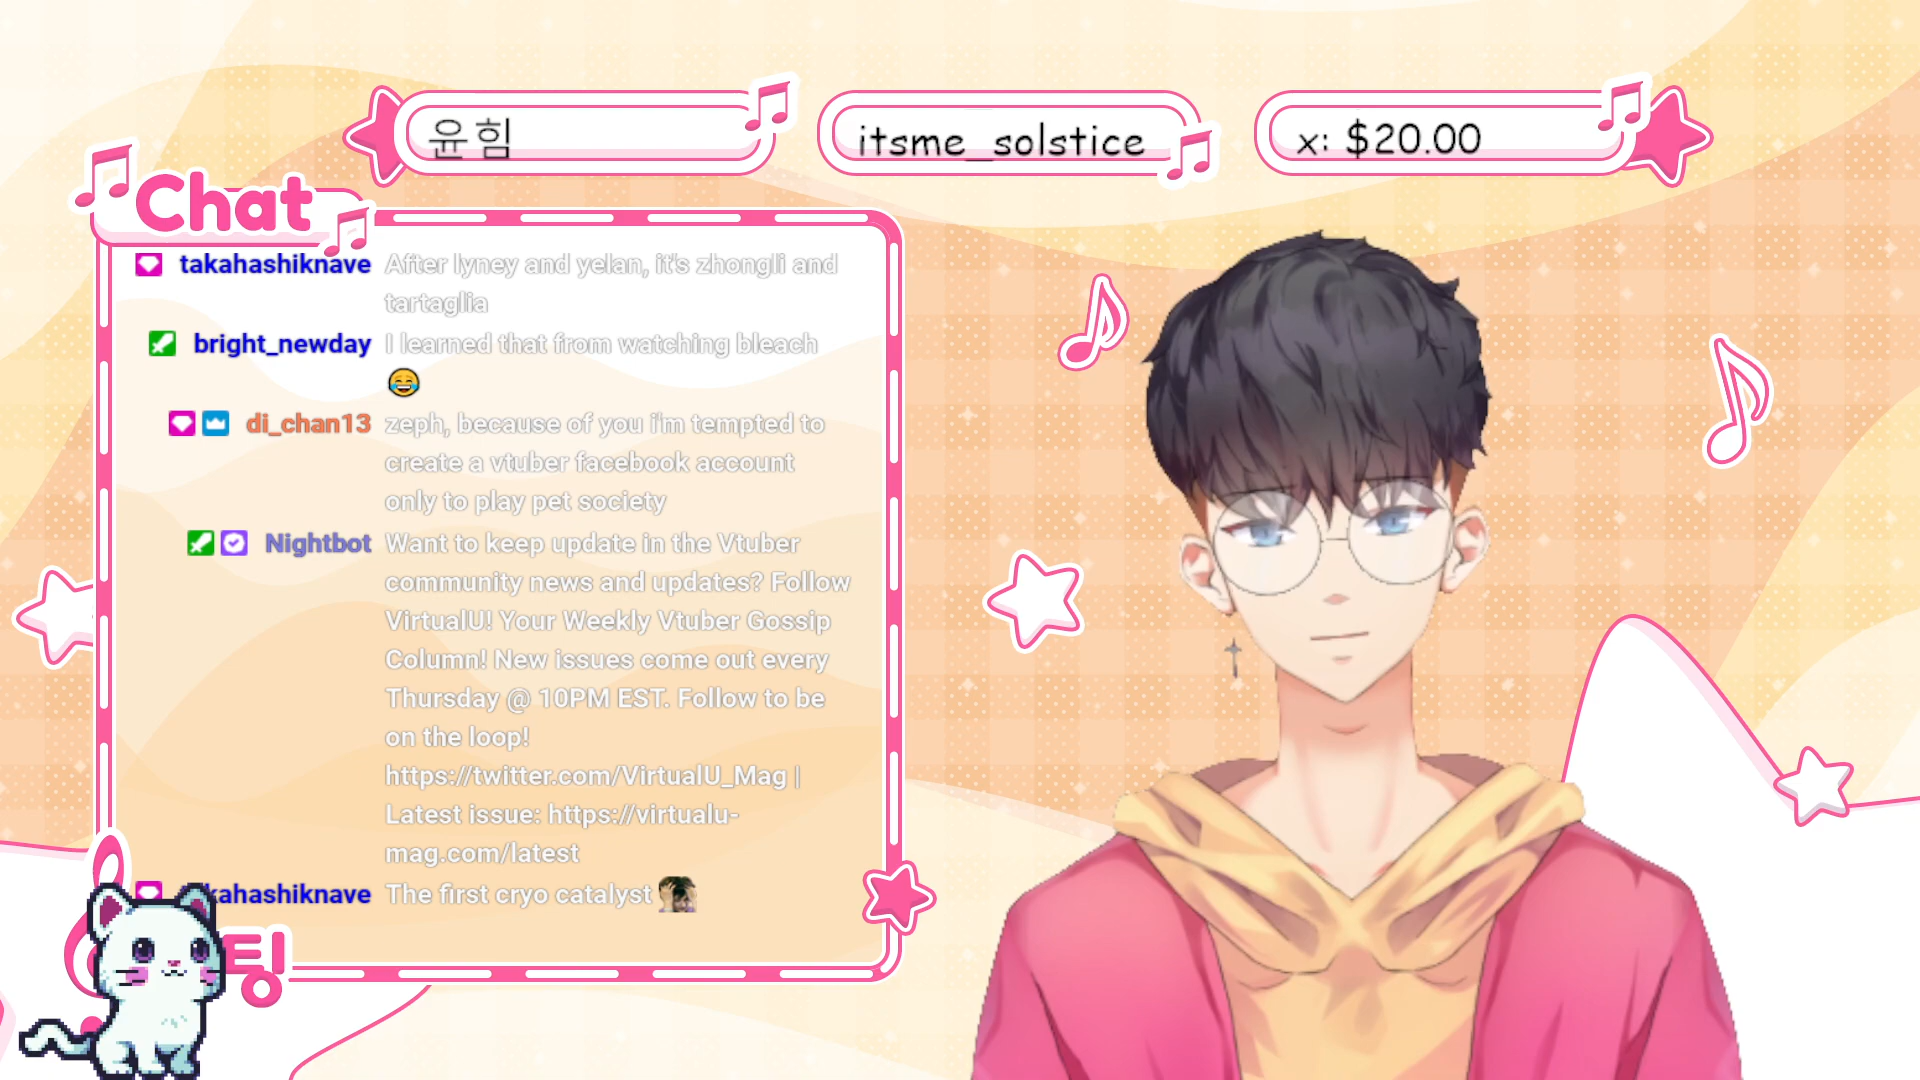 윤힘
itsme_solstice
x: $20.00
Chat
takahashiknave After lyney and yelan, it's zhongli and
tartaglia
bright_newday I learned that from watching bleach
😂
di_chan13 zeph, because of you i'm tempted to
create a vtuber facebook account
only to play pet society
Nightbot Want to keep update in the Vtuber
community news and updates? Follow
VirtualU! Your Weekly Vtuber Gossip
Column! New issues come out every
Thursday @ 10PM EST. Follow to be
on the loop!
https://twitter.com/VirtualU_Mag |
Latest issue: https://virtualu-
mag.com/latest
kahashiknave The first cryo catalyst
팅